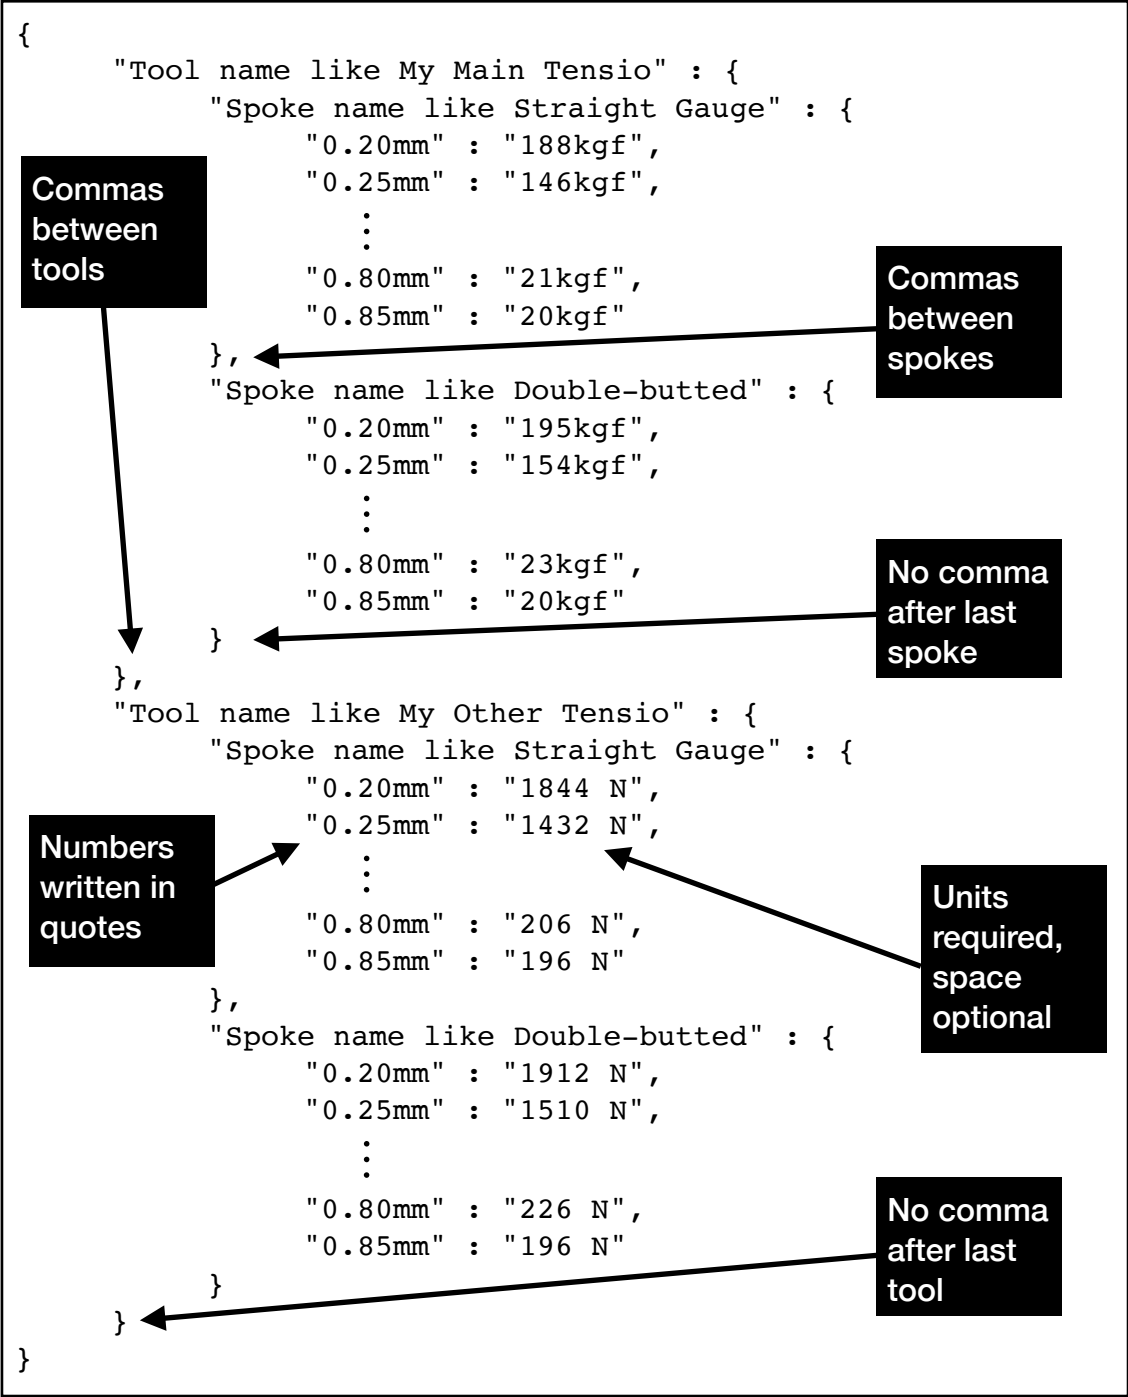 {
"Tool name like My Main Tensio" : {
"Spoke name like Straight Gauge" : {
"0.20mm" : "188kgf",
"0.25mm" : "146kgf",
⋮
"0.80mm" : "21kgf",
"0.85mm" : "20kgf"
},
"Spoke name like Double-butted" : {
"0.20mm" : "195kgf",
"0.25mm" : "154kgf",
⋮
"0.80mm" : "23kgf",
"0.85mm" : "20kgf"
}
},
"Tool name like My Other Tensio" : {
"Spoke name like Straight Gauge" : {
"0.20mm" : "1844 N",
"0.25mm" : "1432 N",
⋮
"0.80mm" : "206 N",
"0.85mm" : "196 N"
},
"Spoke name like Double-butted" : {
"0.20mm" : "1912 N",
"0.25mm" : "1510 N",
⋮
"0.80mm" : "226 N",
"0.85mm" : "196 N"
}
}
}
Commas
between
tools
Commas
between
spokes
No comma
after last
spoke
Numbers
written in
quotes
Units
required,
space
optional
No comma
after last
tool